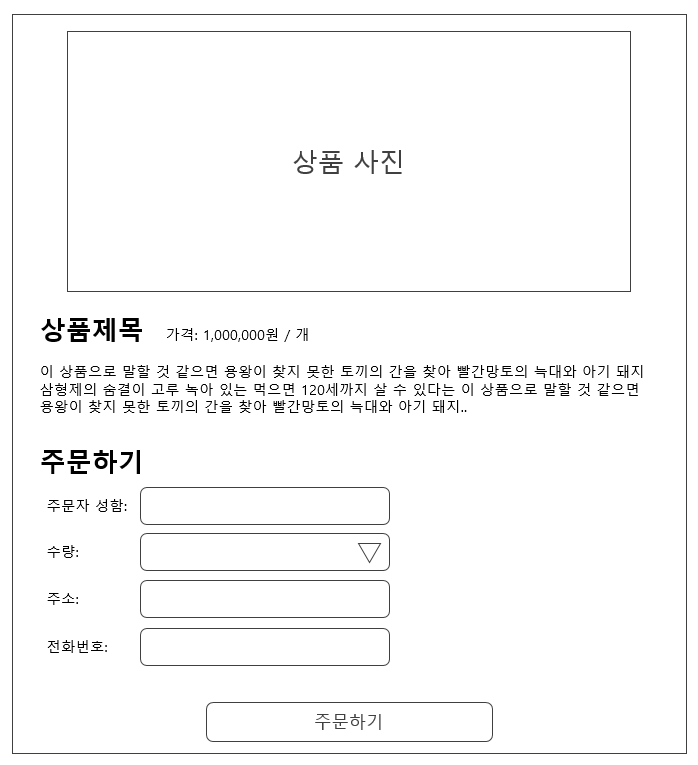 상품 사진
상품제목 가격: 1,000,000원 / 개
이 상품으로 말할 것 같으면 용왕이 찾지 못한 토끼의 간을 찾아 빨간망토의 늑대와 아기 돼지
삼형제의 숨결이 고루 녹아 있는 먹으면 120세까지 살 수 있다는 이 상품으로 말할 것 같으면
용왕이 찾지 못한 토끼의 간을 찾아 빨간망토의 늑대와 아기 돼지..
주문하기
주문자 성함:
수량:
주소:
전화번호:
주문하기